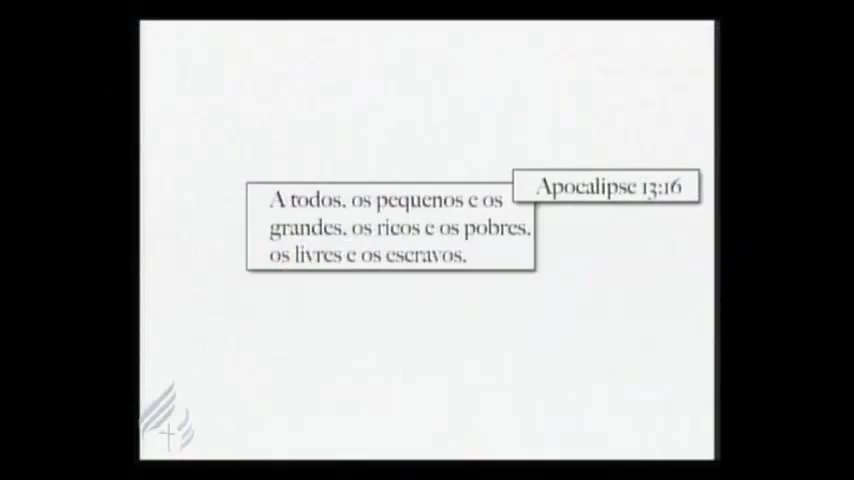 Apocalipse 13:16
A todos, os pequenos e os
grandes, os ricos e os pobres,
os livres e os escravos,